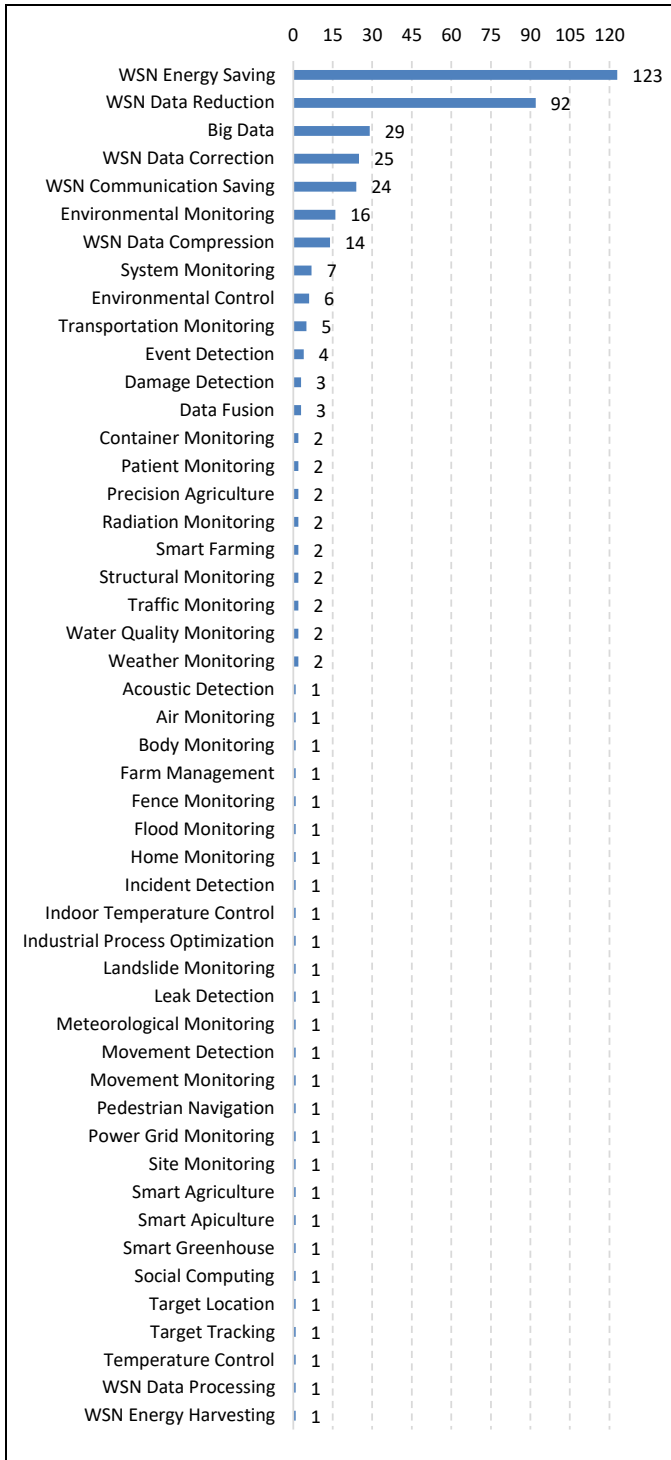 0 15 30 45 60 75 90 105 120
WSN Energy Saving 123
WSN Data Reduction 92
Big Data 29
WSN Data Correction 25
WSN Communication Saving 24
Environmental Monitoring 16
WSN Data Compression 14
System Monitoring 7
Environmental Control 6
Transportation Monitoring 5
Event Detection 4
Damage Detection 3
Data Fusion 3
Container Monitoring 2
Patient Monitoring 2
Precision Agriculture 2
Radiation Monitoring 2
Smart Farming 2
Structural Monitoring 2
Traffic Monitoring 2
Water Quality Monitoring 2
Weather Monitoring 2
Acoustic Detection 1
Air Monitoring 1
Body Monitoring 1
Farm Management 1
Fence Monitoring 1
Flood Monitoring 1
Home Monitoring 1
Incident Detection 1
Indoor Temperature Control 1
Industrial Process Optimization 1
Landslide Monitoring 1
Leak Detection 1
Meteorological Monitoring 1
Movement Detection 1
Movement Monitoring 1
Pedestrian Navigation 1
Power Grid Monitoring 1
Site Monitoring 1
Smart Agriculture 1
Smart Apiculture 1
Smart Greenhouse 1
Social Computing 1
Target Location 1
Target Tracking 1
Temperature Control 1
WSN Data Processing 1
WSN Energy Harvesting 1